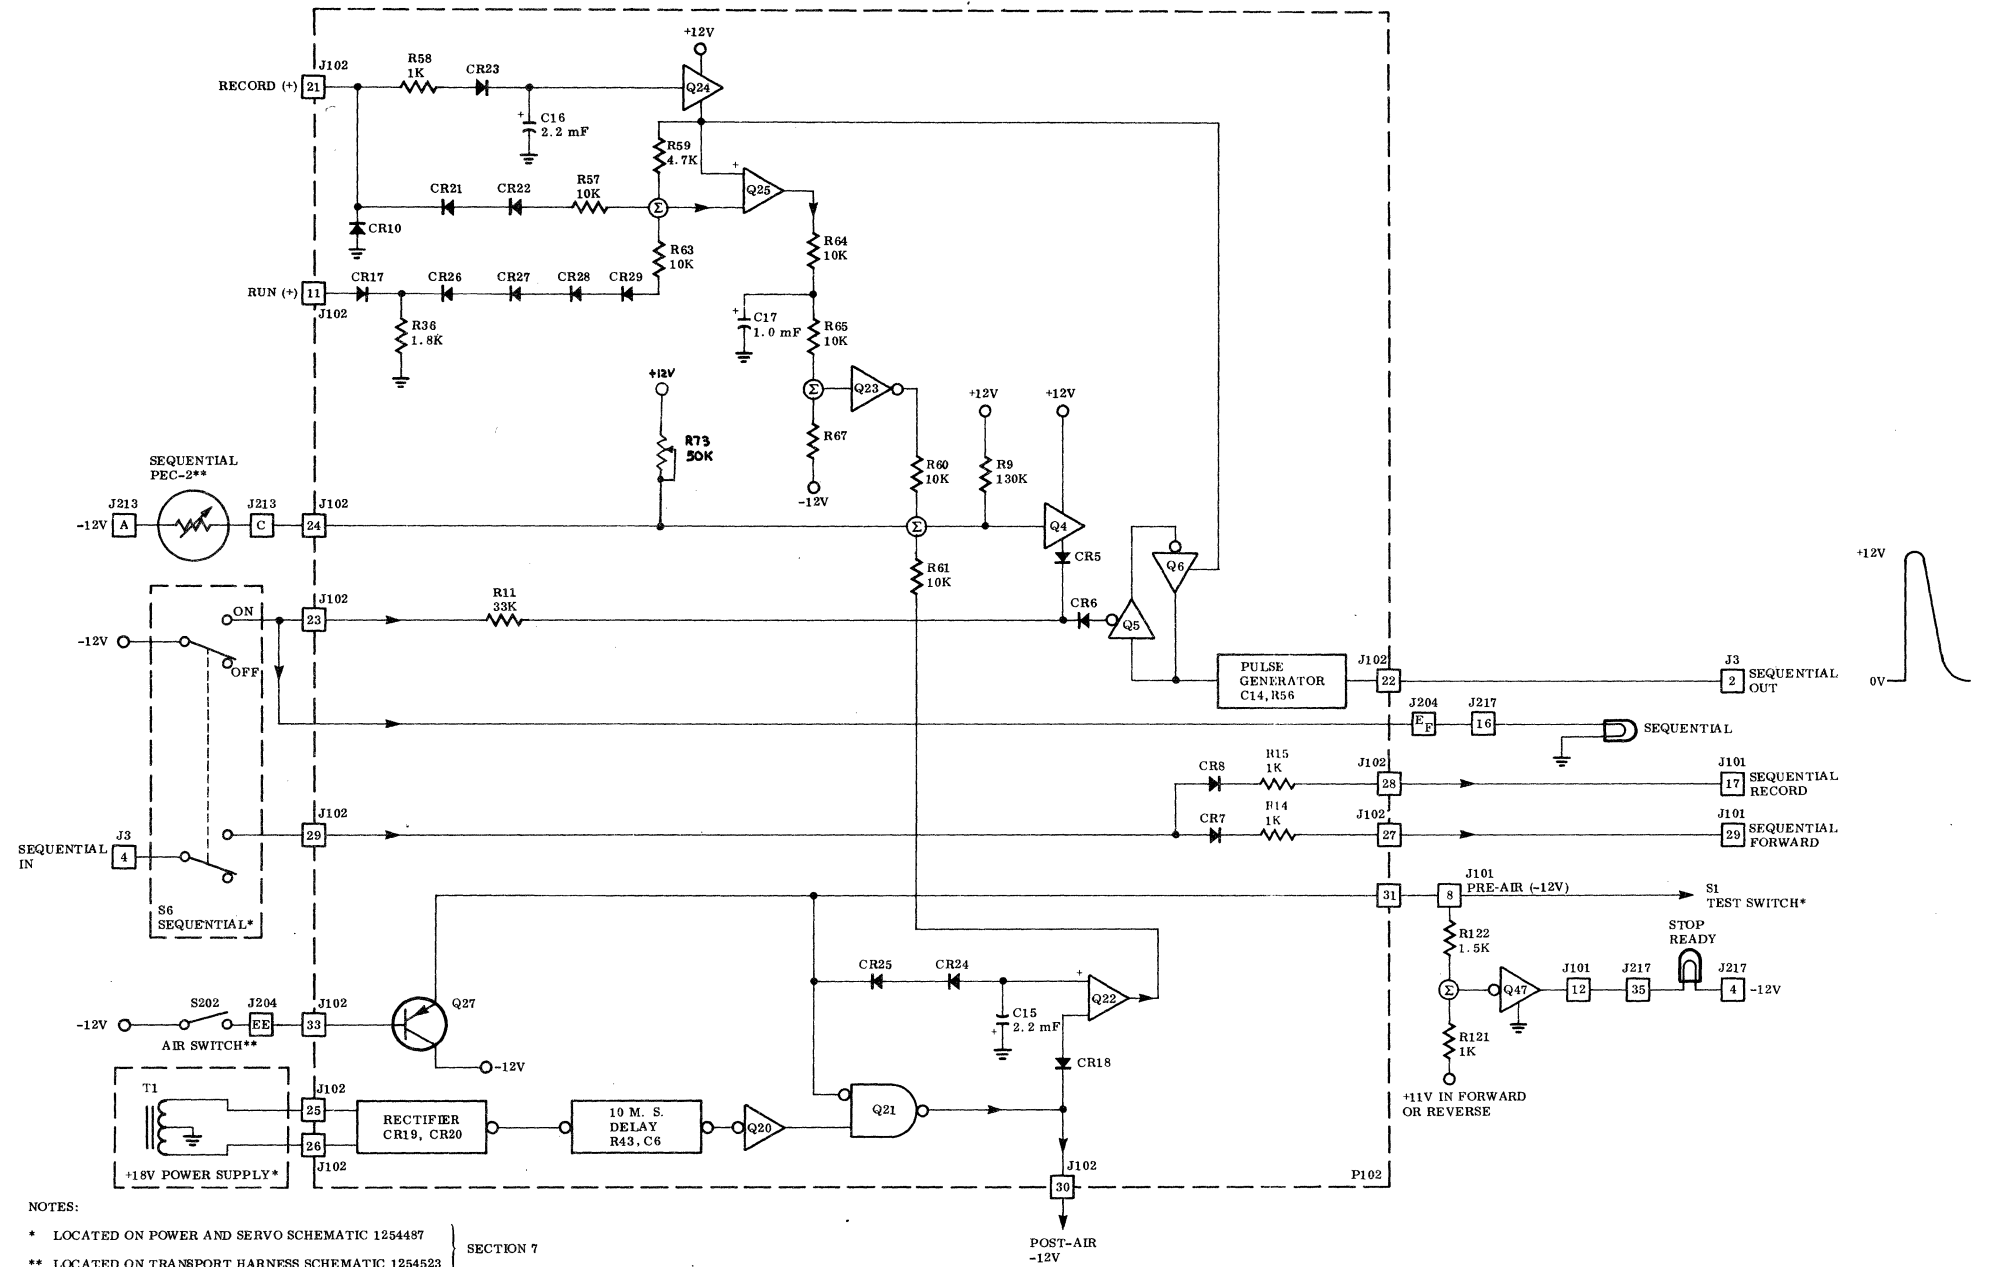 +12V
R58
1K
CR23
J102
RECORD (+)
21
Q24
+
C16
2.2 mF
R59
4.7K
+
Q25
CR21
CR22
R57
10K
Σ
CR10
R64
10K
R63
10K
CR17
CR26
CR27
CR28
CR29
RUN (+)
11
J102
+
C17
1.0 mF
R65
10K
R36
1.8K
+12V
Σ
Q23
+12V
+12V
R73
50K
R67
R60
10K
R9
130K
-12V
SEQUENTIAL
PEC-2**
J213
J213
J102
-12V
A
C
24
Σ
Q4
CR5
Q6
R61
10K
ON
J102
R11
33K
CR6
23
Q5
-12V
OFF
+12V
0V
PULSE
GENERATOR
C14, R56
J102
22
J3
2
SEQUENTIAL
OUT
J204
EF
J217
16
SEQUENTIAL
CR8
R15
1K
J102
28
J101
17
SEQUENTIAL
RECORD
CR7
R14
1K
J102
27
J101
29
SEQUENTIAL
FORWARD
J102
29
J3
SEQUENTIAL
IN
4
S6
SEQUENTIAL*
31
J101
8
PRE-AIR (-12V)
S1
TEST SWITCH*
R122
1.5K
STOP
READY
CR25
CR24
+
Q22
C15
2.2 mF
+
CR18
Σ
Q47
J101
12
J217
35
J217
4
-12V
R121
1K
+11V IN FORWARD
OR REVERSE
S202
J204
J102
Q27
-12V
EE
33
AIR SWITCH**
-12V
T1
J102
25
26
J102
+18V POWER SUPPLY*
RECTIFIER
CR19, CR20
10 M. S.
DELAY
R43, C6
Q20
Q21
J102
30
P102
POST-AIR
-12V
NOTES:
* LOCATED ON POWER AND SERVO SCHEMATIC 1254487
SECTION 7
** LOCATED ON TRANSPORT HARNESS SCHEMATIC 1254523